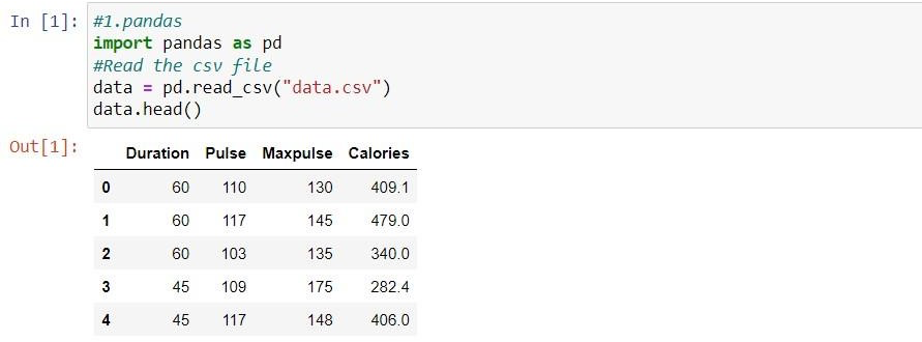 In [1]: #1.pandas
import pandas as pd
#Read the csv file
data = pd.read_csv("data.csv")
data.head()
Out[1]:
Duration Pulse Maxpulse Calories
0 60 110 130 409.1
1 60 117 145 479.0
2 60 103 135 340.0
3 45 109 175 282.4
4 45 117 148 406.0